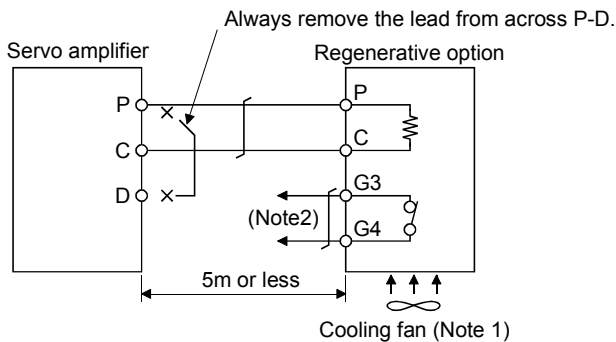 Always remove the lead from across P-D.
Servo amplifier
Regenerative option
P
P
C
C
D
G3
(Note2)
G4
5m or less
Cooling fan (Note 1)